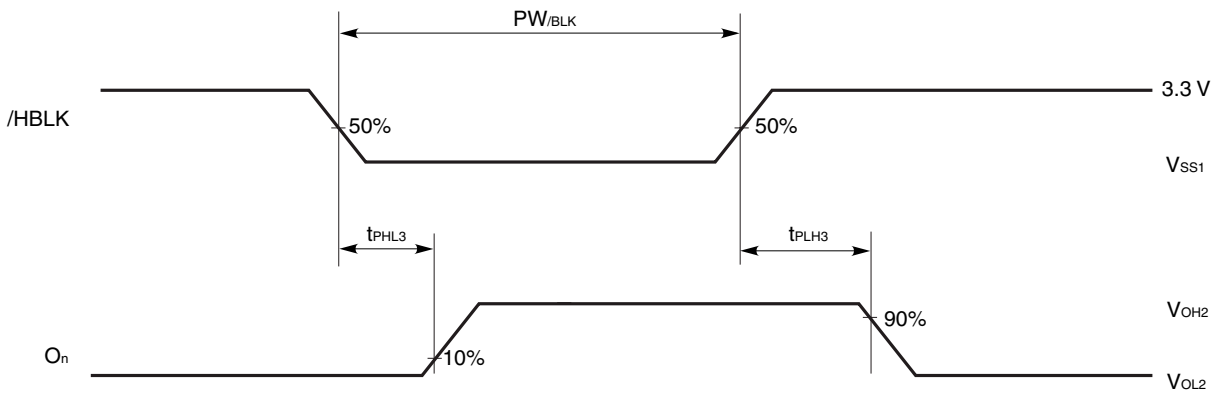 PW/BLK
/HBLK
50%
50%
3.3 V
VSS1
tPHL3
tPLH3
On
10%
90%
VOH2
VOL2